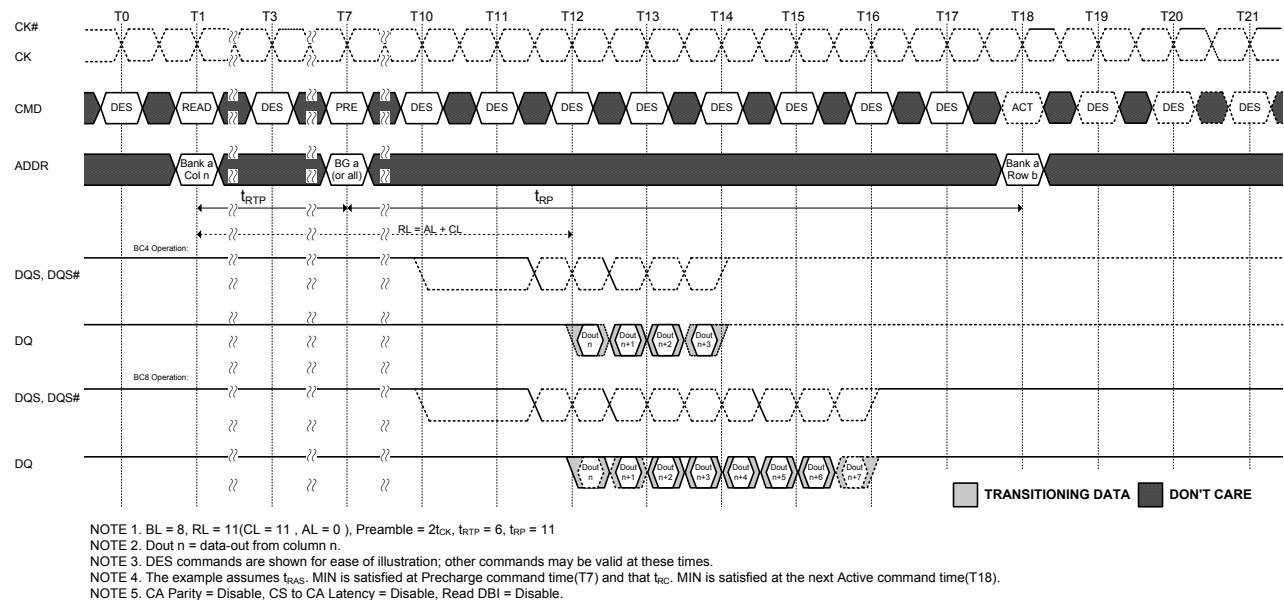 T0 T1 T3 T7 T10 T11 T12 T13 T14 T15 T16 T17 T18 T19 T20 T21
CK#
CK
CMD DES READ DES PRE DES DES DES DES DES DES DES DES ACT DES DES DES
ADDR Bank a Col n BG a (or all) Bank a Row b
tRTP tRP
RL = AL + CL
BC4 Operation:
DQS, DQS#
DQ Dout n Dout n+1 Dout n+2 Dout n+3
BC8 Operation:
DQS, DQS#
DQ Dout n Dout n+1 Dout n+2 Dout n+3 Dout n+4 Dout n+5 Dout n+6 Dout n+7
TRANSITIONING DATA DON'T CARE
NOTE 1. BL = 8, RL = 11(CL = 11 , AL = 0 ), Preamble = 2tCK, tRTP = 6, tRP = 11
NOTE 2. Dout n = data-out from column n.
NOTE 3. DES commands are shown for ease of illustration; other commands may be valid at these times.
NOTE 4. The example assumes tRAS. MIN is satisfied at Precharge command time(T7) and that tRC. MIN is satisfied at the next Active command time(T18).
NOTE 5. CA Parity = Disable, CS to CA Latency = Disable, Read DBI = Disable.